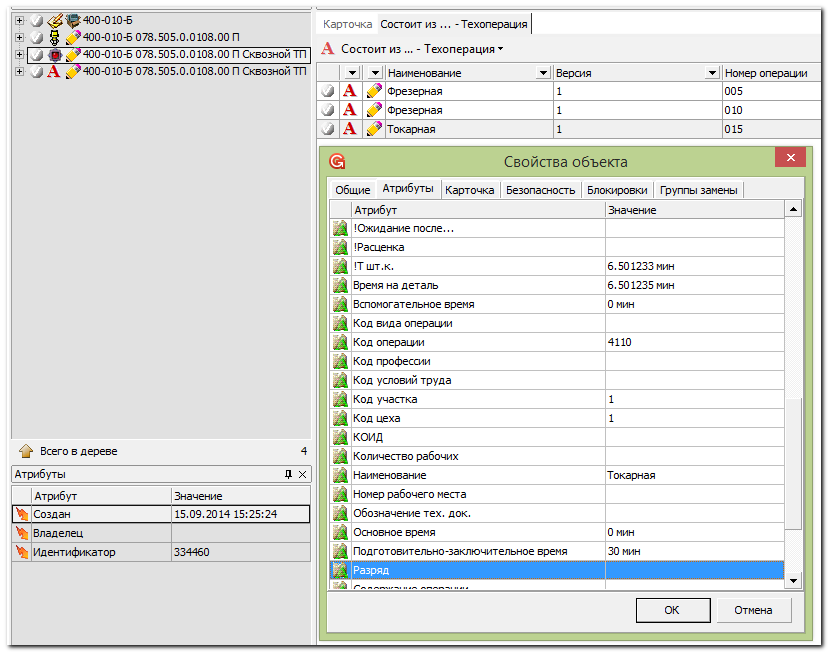 400-010-Б
400-010-Б 078.505.0.0108.00 П
400-010-Б 078.505.0.0108.00 П Сквозной ТП
400-010-Б 078.505.0.0108.00 П Сквозной ТП
Всего в дереве 4
Атрибуты
Атрибут Значение
Создан 15.09.2014 15:25:24
Владелец
Идентификатор 334460
Карточка Состоит из ... - Техоперация
А Состоит из ... - Техоперация
Наименование Версия Номер операции
А Фрезерная 1 005
А Фрезерная 1 010
А Токарная 1 015
Свойства объекта
Общие Атрибуты Карточка Безопасность Блокировки Группы замены
Атрибут Значение
!Ожидание после...
!Расценка
!Т шт.к. 6.501233 мин
Время на деталь 6.501235 мин
Вспомогательное время 0 мин
Код вида операции
Код операции 4110
Код профессии
Код условий труда
Код участка 1
Код цеха 1
КОИД
Количество рабочих
Наименование Токарная
Номер рабочего места
Обозначение тех. док.
Основное время 0 мин
Подготовительно-заключительное время 30 мин
Разряд
Содержание операции
ОК Отмена